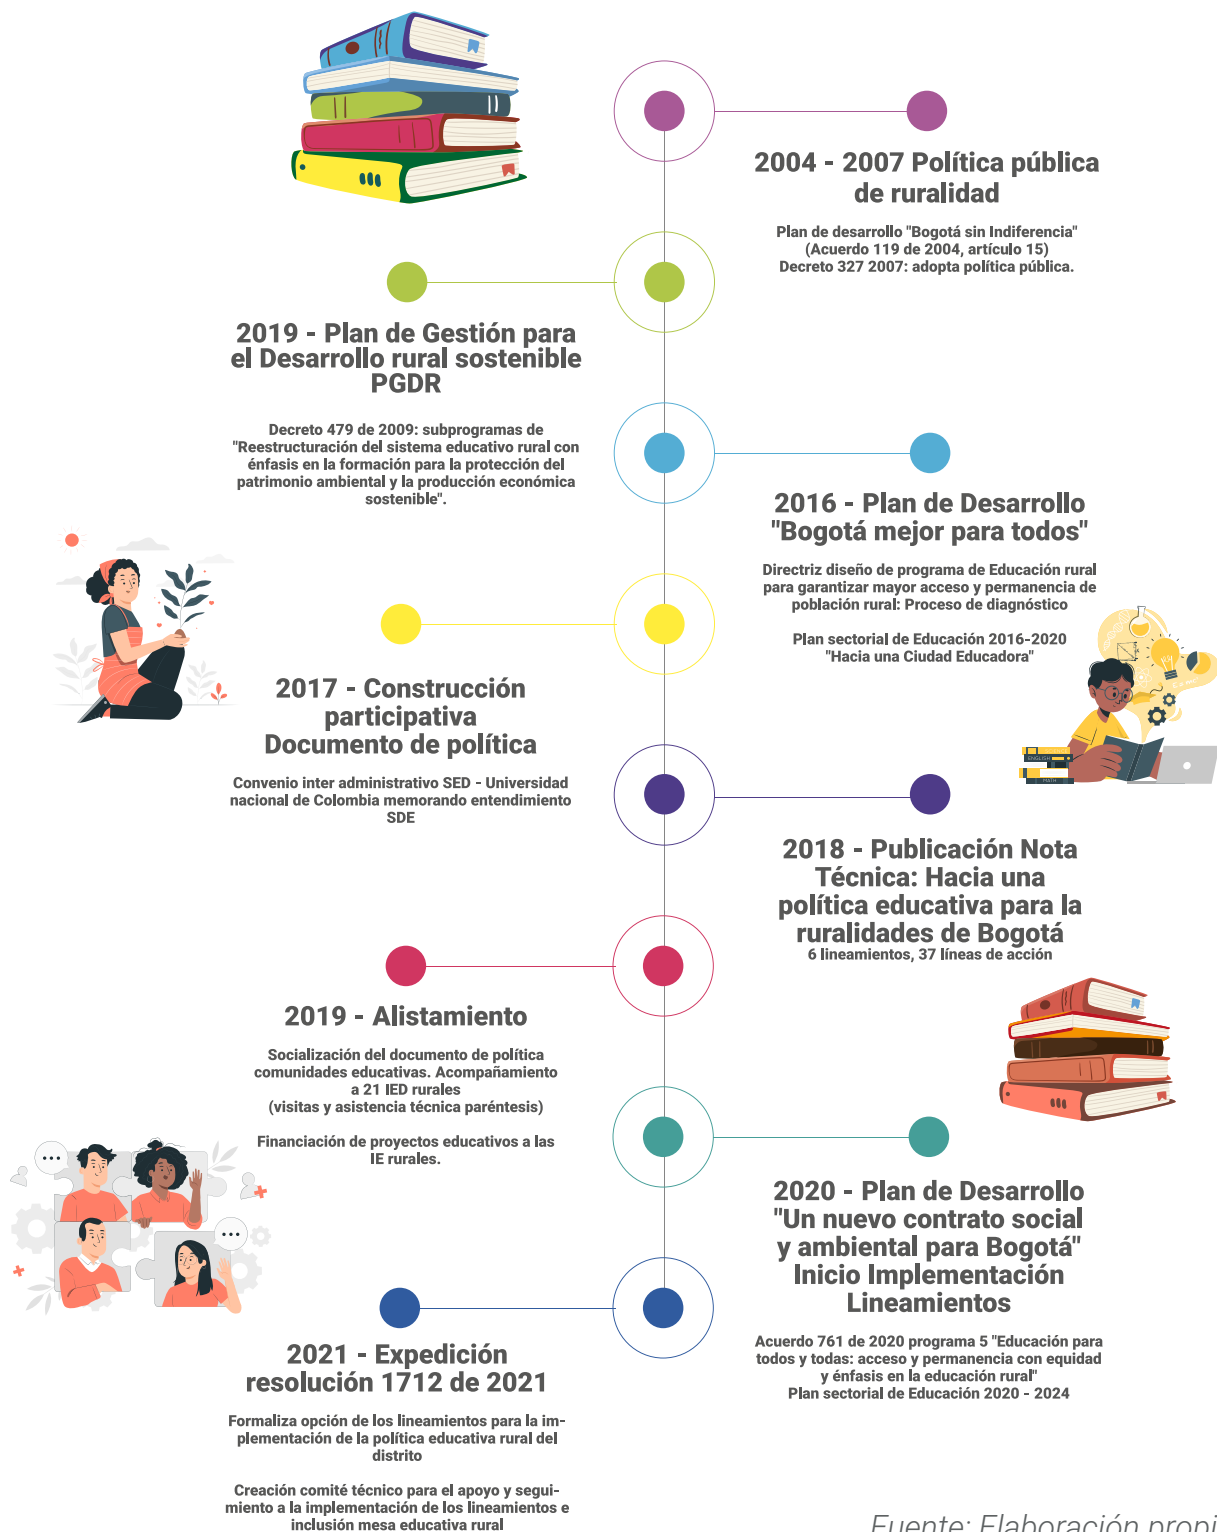 2004 - 2007 Política pública
de ruralidad
Plan de desarrollo "Bogotá sin Indiferencia"
(Acuerdo 119 de 2004, artículo 15)
Decreto 327 2007: adopta política pública.
2019 - Plan de Gestión para
el Desarrollo rural sostenible
PGDR
Decreto 479 de 2009: subprogramas de
"Reestructuración del sistema educativo rural con
énfasis en la formación para la protección del
patrimonio ambiental y la producción económica
sostenible".
2016 - Plan de Desarrollo
"Bogotá mejor para todos"
Directriz diseño de programa de Educación rural
para garantizar mayor acceso y permanencia de
población rural: Proceso de diagnóstico
Plan sectorial de Educación 2016-2020
"Hacia una Ciudad Educadora"
2017 - Construcción
participativa
Documento de política
Convenio inter administrativo SED - Universidad
nacional de Colombia memorando entendimiento
SDE
ENGLISH
MATH
2018 - Publicación Nota
Técnica: Hacia una
política educativa para la
ruralidades de Bogotá
6 lineamientos, 37 líneas de acción
2019 - Alistamiento
Socialización del documento de política
comunidades educativas. Acompañamiento
a 21 IED rurales
(visitas y asistencia técnica paréntesis)
Financiación de proyectos educativos a las
IE rurales.
2020 - Plan de Desarrollo
"Un nuevo contrato social
y ambiental para Bogotá"
Inicio Implementación
Lineamientos
Acuerdo 761 de 2020 programa 5 "Educación para
todos y todas: acceso y permanencia con equidad
y énfasis en la educación rural"
Plan sectorial de Educación 2020 - 2024
2021 - Expedición
resolución 1712 de 2021
Formaliza opción de los lineamientos para la im-
plementación de la política educativa rural del
distrito
Creación comité técnico para el apoyo y segui-
miento a la implementación de los lineamientos e
inclusión mesa educativa rural
Fuente: Elaboración propi